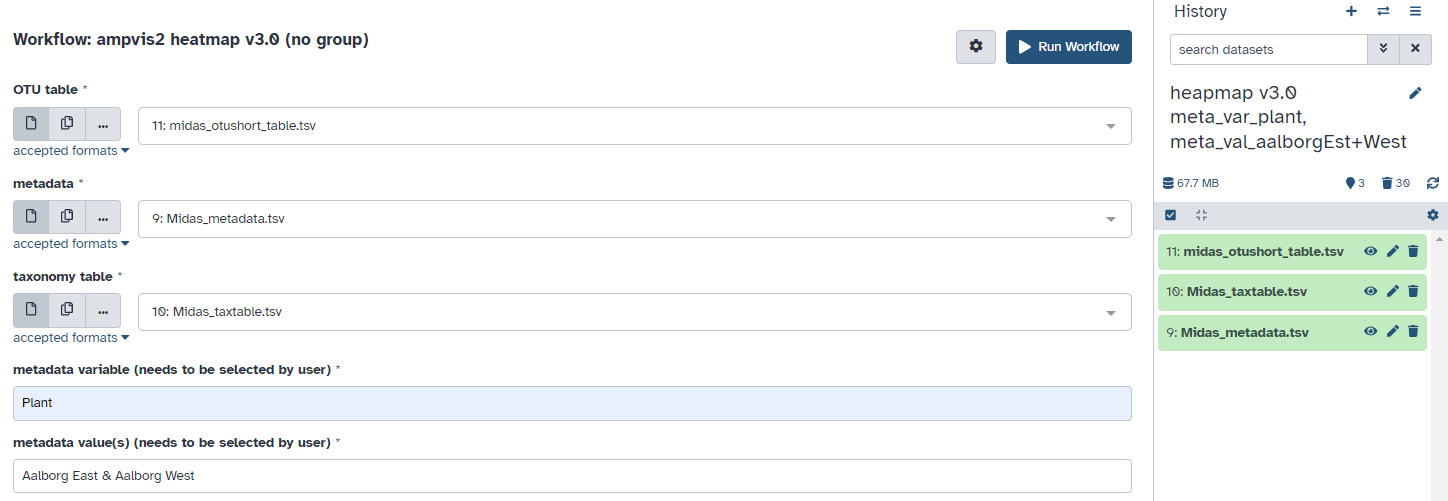 Workflow: ampvis2 heatmap v3.0 (no group)
Run Workflow
OTU table *
...
11: midas_otushort_table.tsv
accepted formats
metadata *
...
9: Midas_metadata.tsv
accepted formats
taxonomy table *
...
10: Midas_taxtable.tsv
accepted formats
metadata variable (needs to be selected by user) *
Plant
metadata value(s) (needs to be selected by user) *
Aalborg East & Aalborg West
History
search datasets
heapmap v3.0
meta_var_plant,
meta_val_aalborgEst+West
67.7 MB
3
30
11: midas_otushort_table.tsv
10: Midas_taxtable.tsv
9: Midas_metadata.tsv